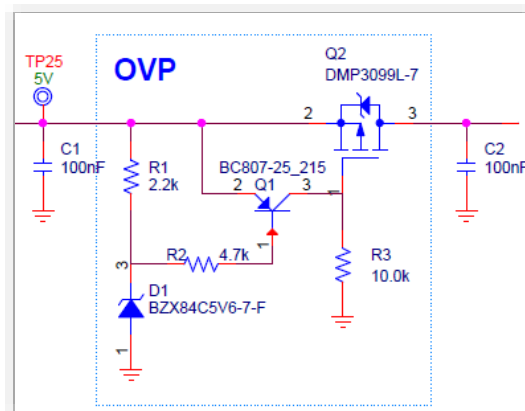 Q2
DMP3099L-7
OVP
TP25
5V
2
3
C1
100nF
R1
2.2k
BC807-25_215
Q1
2
3
1
C2
100nF
1
R2
4.7k
R3
10.0k
3
D1
BZX84C5V6-7-F
1